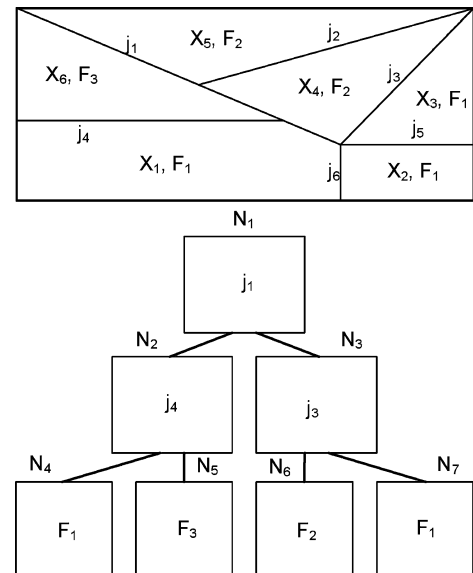 j₁ X₅, F₂ j₂
X₆, F₃ X₄, F₂ j₃ X₃, F₁
j₄ j₅
X₁, F₁ j₆ X₂, F₁
N₁
j₁
N₂ N₃
j₄ j₃
N₄ N₅ N₆ N₇
F₁ F₃ F₂ F₁